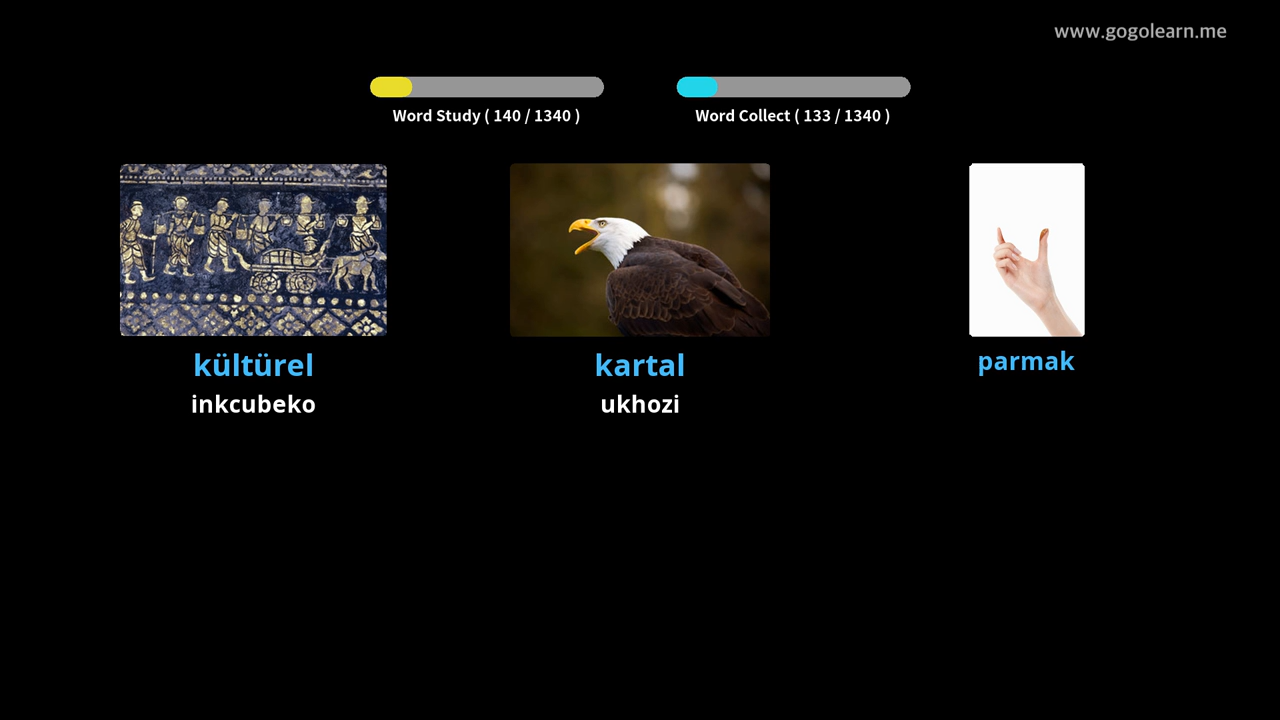 www.gogolearn.me
Word Study ( 140 / 1340 )
Word Collect ( 133 / 1340 )
kültürel
inkcubeko
kartal
ukhozi
parmak